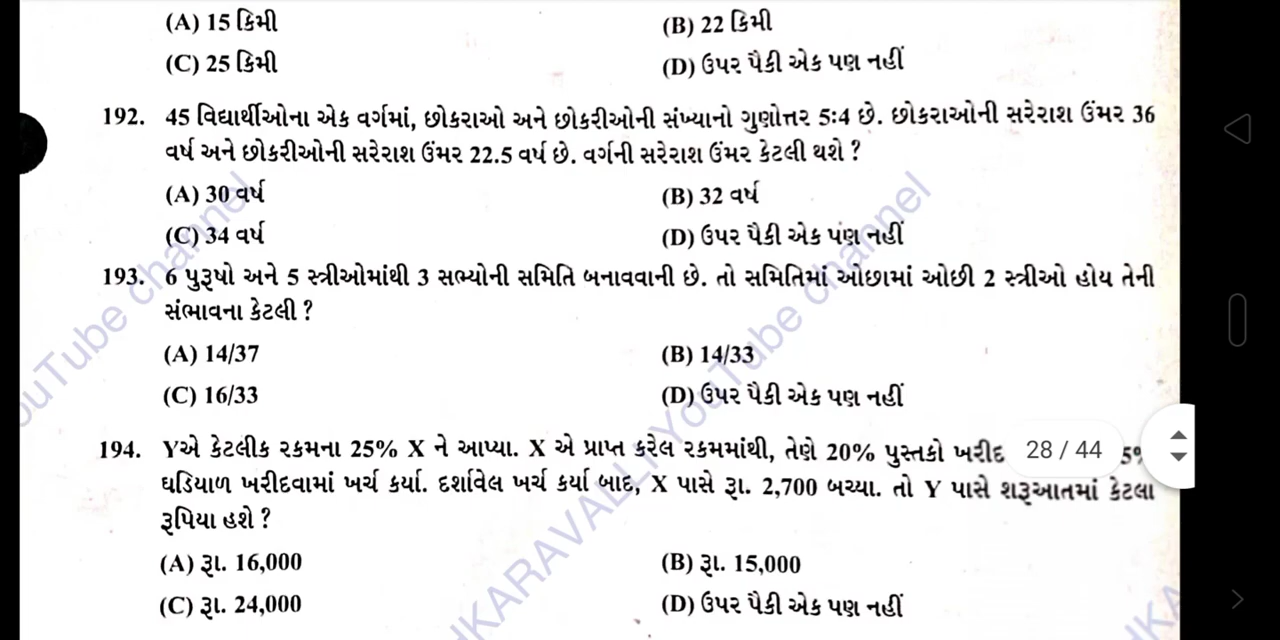 (A) 15 કિમી (B) 22 કિમી
(C) 25 કિમી (D) ઉપર પૈકી એક પણ નહીં
192. 45 વિદ્યાર્થીઓના એક વર્ગમાં, છોકરાઓ અને છોકરીઓની સંખ્યાનો ગુણોત્તર 5:4 છે. છોકરાઓની સરેરાશ ઉંમર 36
વર્ષ અને છોકરીઓની સરેરાશ ઉંમર 22.5 વર્ષ છે. વર્ગની સરેરાશ ઉંમર કેટલી થશે ?
(A) 30 વર્ષ (B) 32 વર્ષ
(C) 34 વર્ષ (D) ઉપર પૈકી એક પણ નહીં
193. 6 પુરૂષો અને 5 સ્ત્રીઓમાંથી 3 સભ્યોની સમિતિ બનાવવાની છે. તો સમિતિમાં ઓછામાં ઓછી 2 સ્ત્રીઓ હોય તેની
સંભાવના કેટલી ?
(A) 14/37 (B) 14/33
(C) 16/33 (D) ઉપર પૈકી એક પણ નહીં
194. Yએ કેટલીક રકમના 25% X ને આપ્યા. X એ પ્રાપ્ત કરેલ રકમમાંથી, તેણે 20% પુસ્તકો ખરીદ 28 / 44 5%
ઘડિયાળ ખરીદવામાં ખર્ચ કર્યા. દર્શાવેલ ખર્ચ કર્યા બાદ, X પાસે રૂા. 2,700 બચ્યા. તો Y પાસે શરૂઆતમાં કેટલા
રૂપિયા હશે ?
(A) રૂા. 16,000 (B) રૂા. 15,000
(C) રૂા. 24,000 (D) ઉપર પૈકી એક પણ નહીં
ouTube channel
KARAVALLI YouTube channel